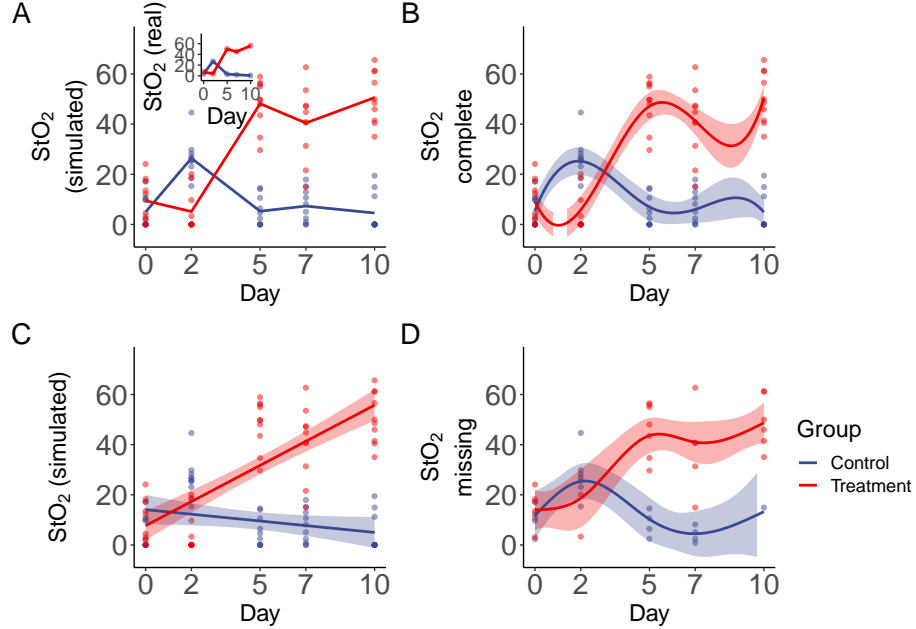 A
StO2 (simulated)
60
40
20
0
0 2 5 7 10
Day
StO2 (real)
60
40
20
0
0 5 10
Day
B
StO2 complete
60
40
20
0
0 2 5 7 10
Day
C
StO2 (simulated)
60
40
20
0
0 2 5 7 10
Day
D
StO2 missing
60
40
20
0
0 2 5 7 10
Day
Group
Control
Treatment